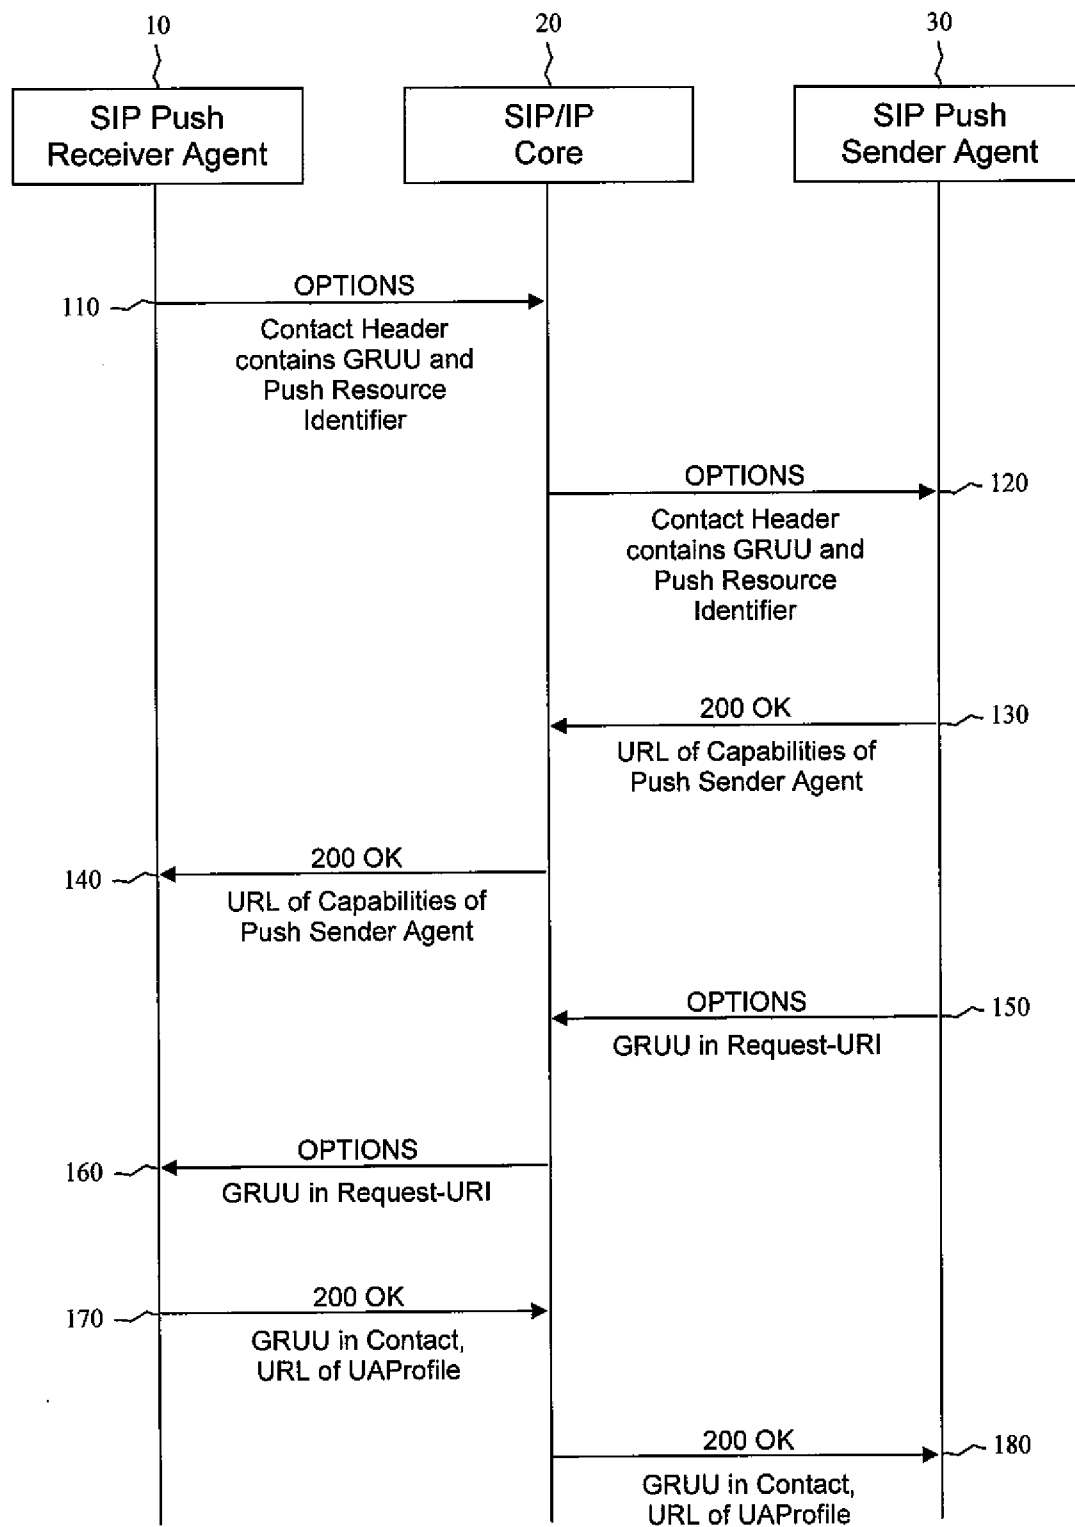 10
20
30
SIP Push
Receiver Agent
SIP/IP
Core
SIP Push
Sender Agent
OPTIONS
110
Contact Header
contains GRUU and
Push Resource
Identifier
OPTIONS
120
Contact Header
contains GRUU and
Push Resource
Identifier
200 OK
130
URL of Capabilities of
Push Sender Agent
200 OK
140
URL of Capabilities of
Push Sender Agent
OPTIONS
150
GRUU in Request-URI
OPTIONS
160
GRUU in Request-URI
200 OK
170
GRUU in Contact,
URL of UAProfile
200 OK
180
GRUU in Contact,
URL of UAProfile